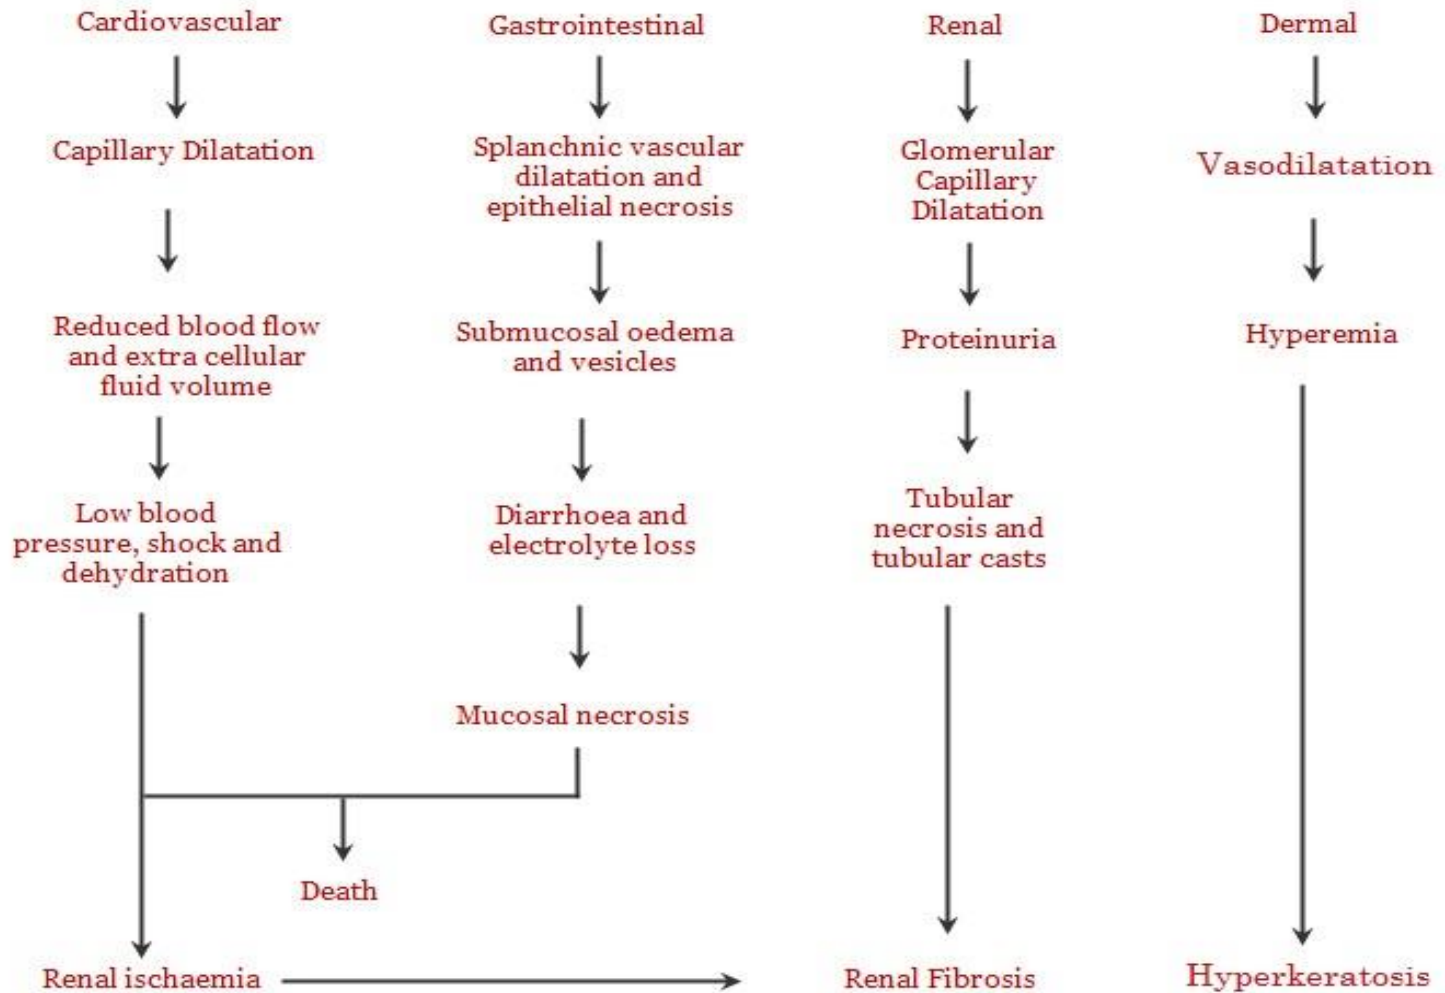 Cardiovascular
Capillary Dilatation
Reduced blood flow
and extra cellular
fluid volume
Low blood
pressure, shock and
dehydration
Renal ischaemia
Gastrointestinal
Splanchnic vascular
dilatation and
epithelial necrosis
Submucosal oedema
and vesicles
Diarrhoea and
electrolyte loss
Mucosal necrosis
Death
Renal
Glomerular
Capillary
Dilatation
Proteinuria
Tubular
necrosis and
tubular casts
Renal Fibrosis
Dermal
Vasodilatation
Hyperemia
Hyperkeratosis